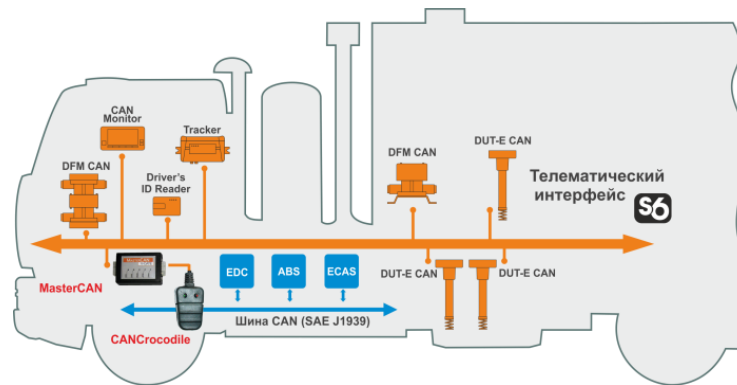 CAN
Monitor
Tracker
DFM CAN
Driver's
ID Reader
DFM CAN
DUT-E CAN
Телематический
интерфейс
S6
MasterCAN
EDC
ABS
ECAS
DUT-E CAN
DUT-E CAN
Шина CAN (SAE J1939)
CANCrocodile